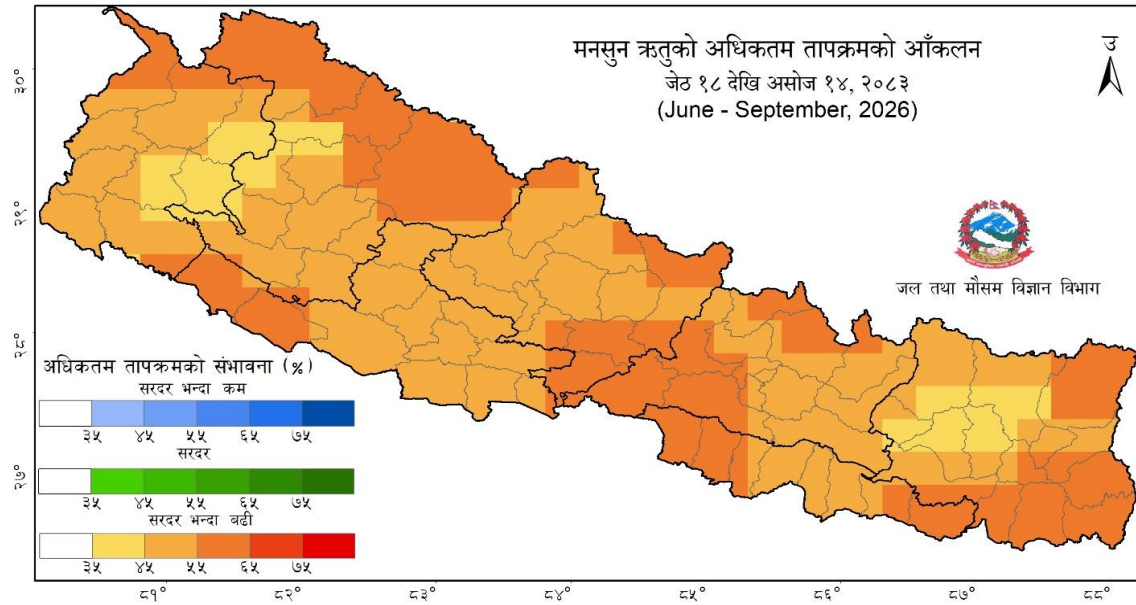 मनसुन ऋतुको अधिकतम तापक्रमको आँकलन
जेठ १८ देखि असोज १४, २०८३
(June - September, 2026)
उ
जल तथा मौसम विज्ञान विभाग
३०°
२९°
२८°
२७°
अधिकतम तापक्रमको संभावना (%)
सरदर भन्दा कम
३५ ४५ ५५ ६५ ७५
सरदर
३५ ४५ ५५ ६५ ७५
सरदर भन्दा बढी
३५ ४५ ५५ ६५ ७५
८१° ८२° ८३° ८४° ८५° ८६° ८७° ८८°